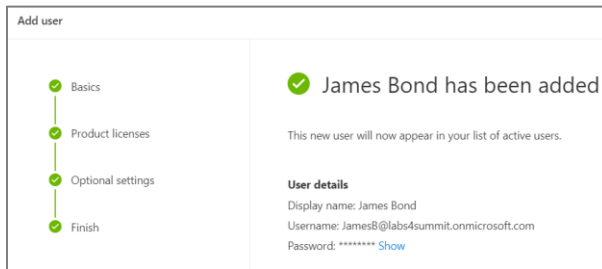 Add user
Basics
Product licenses
Optional settings
Finish
James Bond has been added
This new user will now appear in your list of active users.
User details
Display name: James Bond
Username: JamesB@labs4summit.onmicrosoft.com
Password: ******** Show